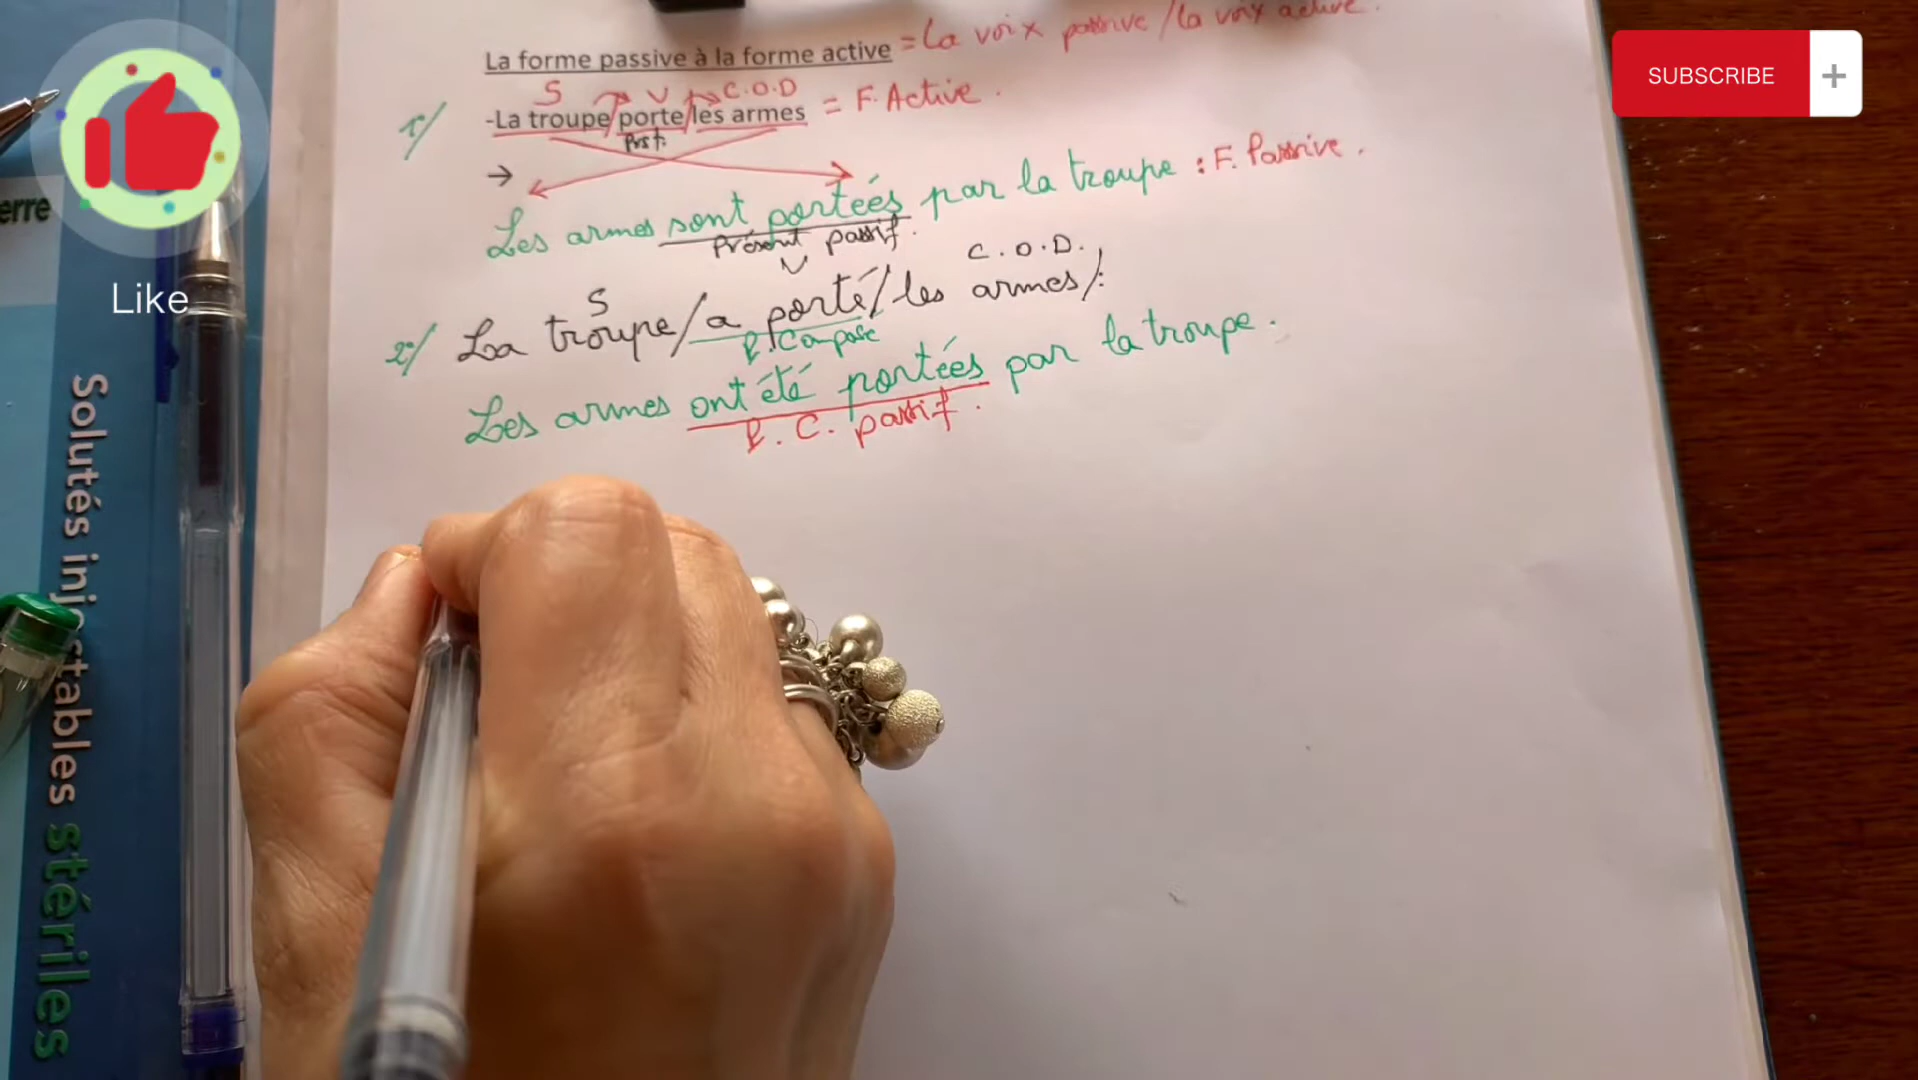 La forme passive à la forme active = La voix passive / la voix active.
S V C.O.D
1°/ -La troupe/porte/les armes = F. Active.
Prst:
→
Les armes sont portées par la troupe : F. Passive.
Présent passif.
S V C.O.D.
2°/ La troupe/a porté/les armes/:
P. Compose
Les armes ont été portées par la troupe.
P. C. passif.
Like
SUBSCRIBE +
erre
Solutés injectables stériles